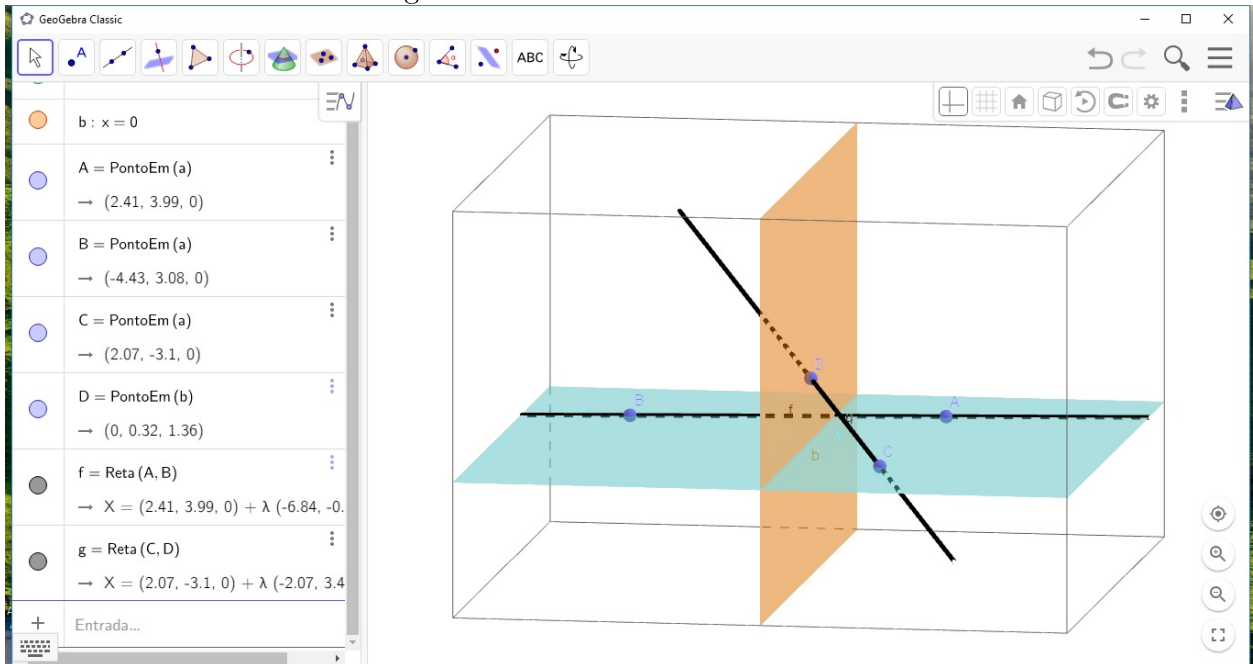 GeoGebra Classic
A
ABC
b : x = 0
A = PontoEm (a)
→ (2.41, 3.99, 0)
B = PontoEm (a)
→ (-4.43, 3.08, 0)
C = PontoEm (a)
→ (2.07, -3.1, 0)
D = PontoEm (b)
→ (0, 0.32, 1.36)
f = Reta (A, B)
→ X = (2.41, 3.99, 0) + λ (-6.84, -0.
g = Reta (C, D)
→ X = (2.07, -3.1, 0) + λ (-2.07, 3.4
Entrada...
D
B
f
A
g
C
b